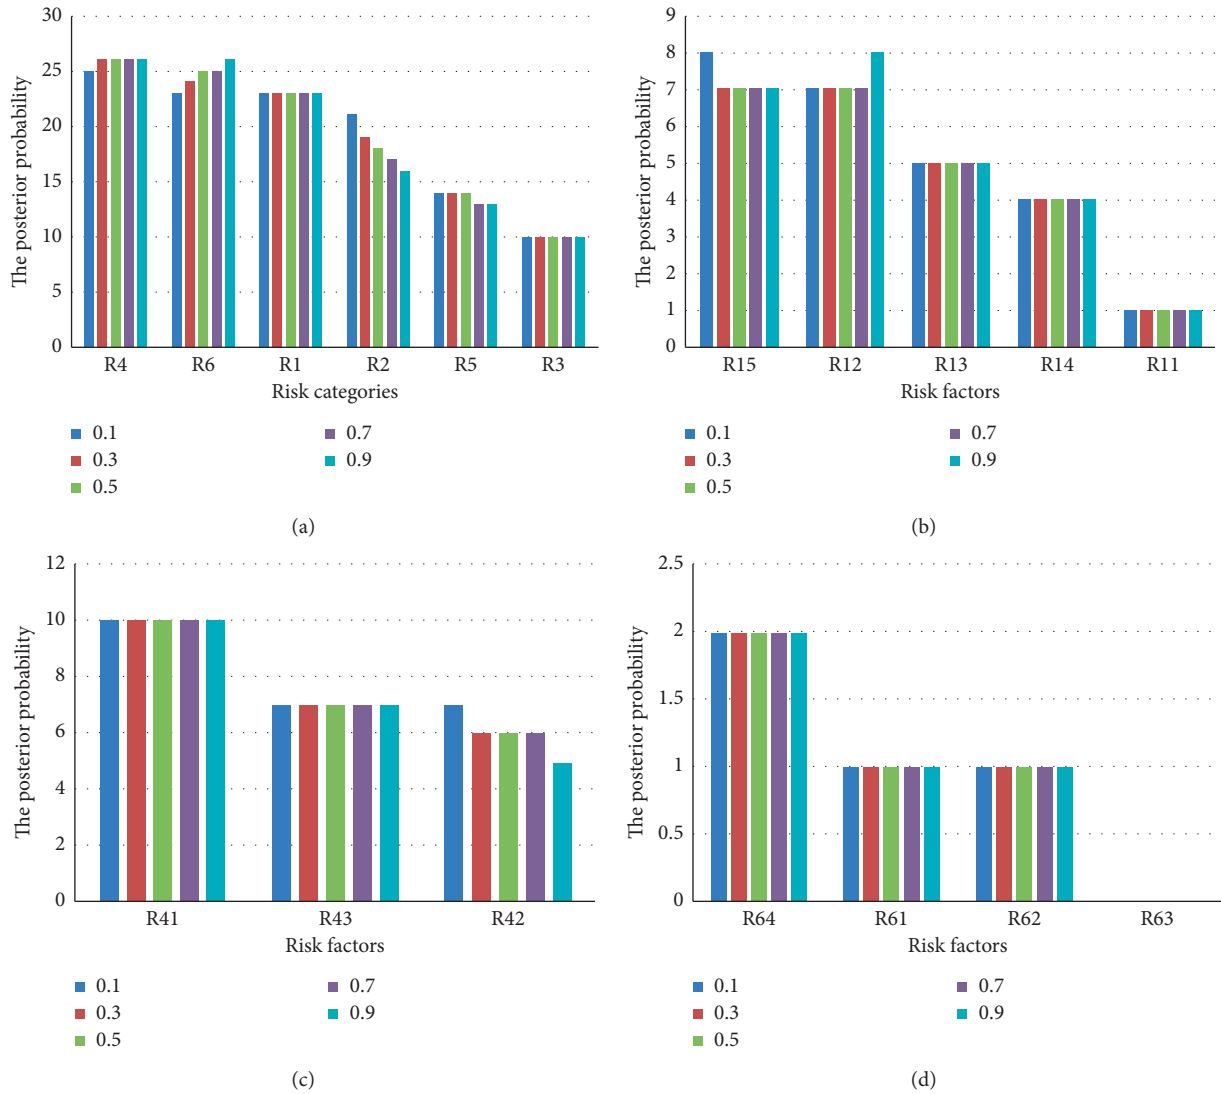 30
25
20
15
10
5
0
The posterior probability
R4 R6 R1 R2 R5 R3
Risk categories
0.1 0.7
0.3 0.9
0.5
(a)
9
8
7
6
5
4
3
2
1
0
The posterior probability
R15 R12 R13 R14 R11
Risk factors
0.1 0.7
0.3 0.9
0.5
(b)
12
10
8
6
4
2
0
The posterior probability
R41 R43 R42
Risk factors
0.1 0.7
0.3 0.9
0.5
(c)
2.5
2
1.5
1
0.5
0
The posterior probability
R64 R61 R62 R63
Risk factors
0.1 0.7
0.3 0.9
0.5
(d)